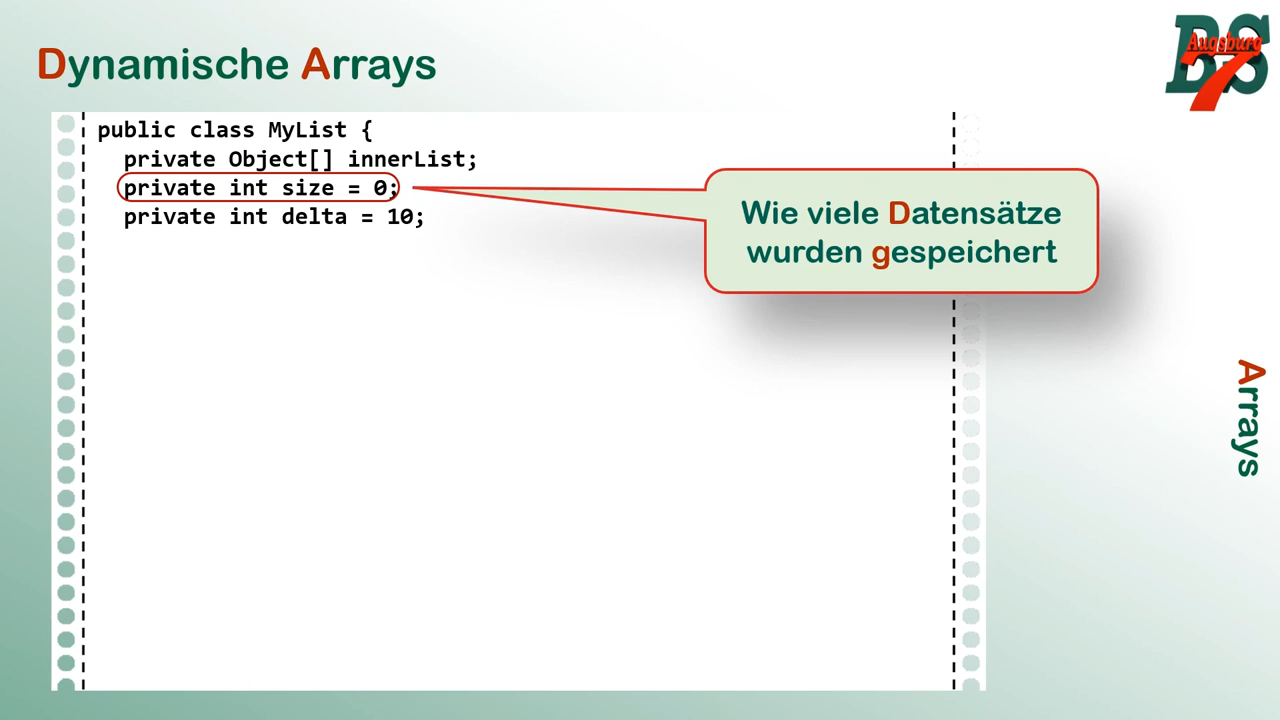 Dynamische Arrays
BS
Augsburg
7
public class MyList {
private Object[] innerList;
private int size = 0;
private int delta = 10;
Wie viele Datensätze
wurden gespeichert
Arrays